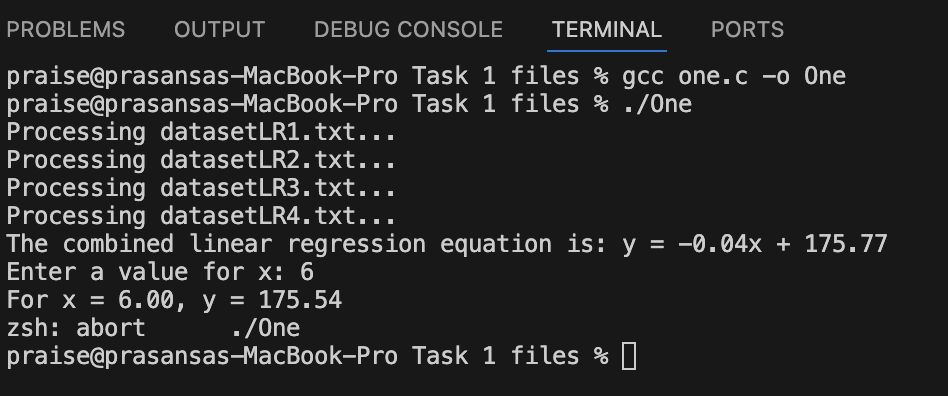 PROBLEMS OUTPUT DEBUG CONSOLE TERMINAL PORTS
praise@prasansas-MacBook-Pro Task 1 files % gcc one.c -o One
praise@prasansas-MacBook-Pro Task 1 files % ./One
Processing datasetLR1.txt...
Processing datasetLR2.txt...
Processing datasetLR3.txt...
Processing datasetLR4.txt...
The combined linear regression equation is: y = -0.04x + 175.77
Enter a value for x: 6
For x = 6.00, y = 175.54
zsh: abort      ./One
praise@prasansas-MacBook-Pro Task 1 files %